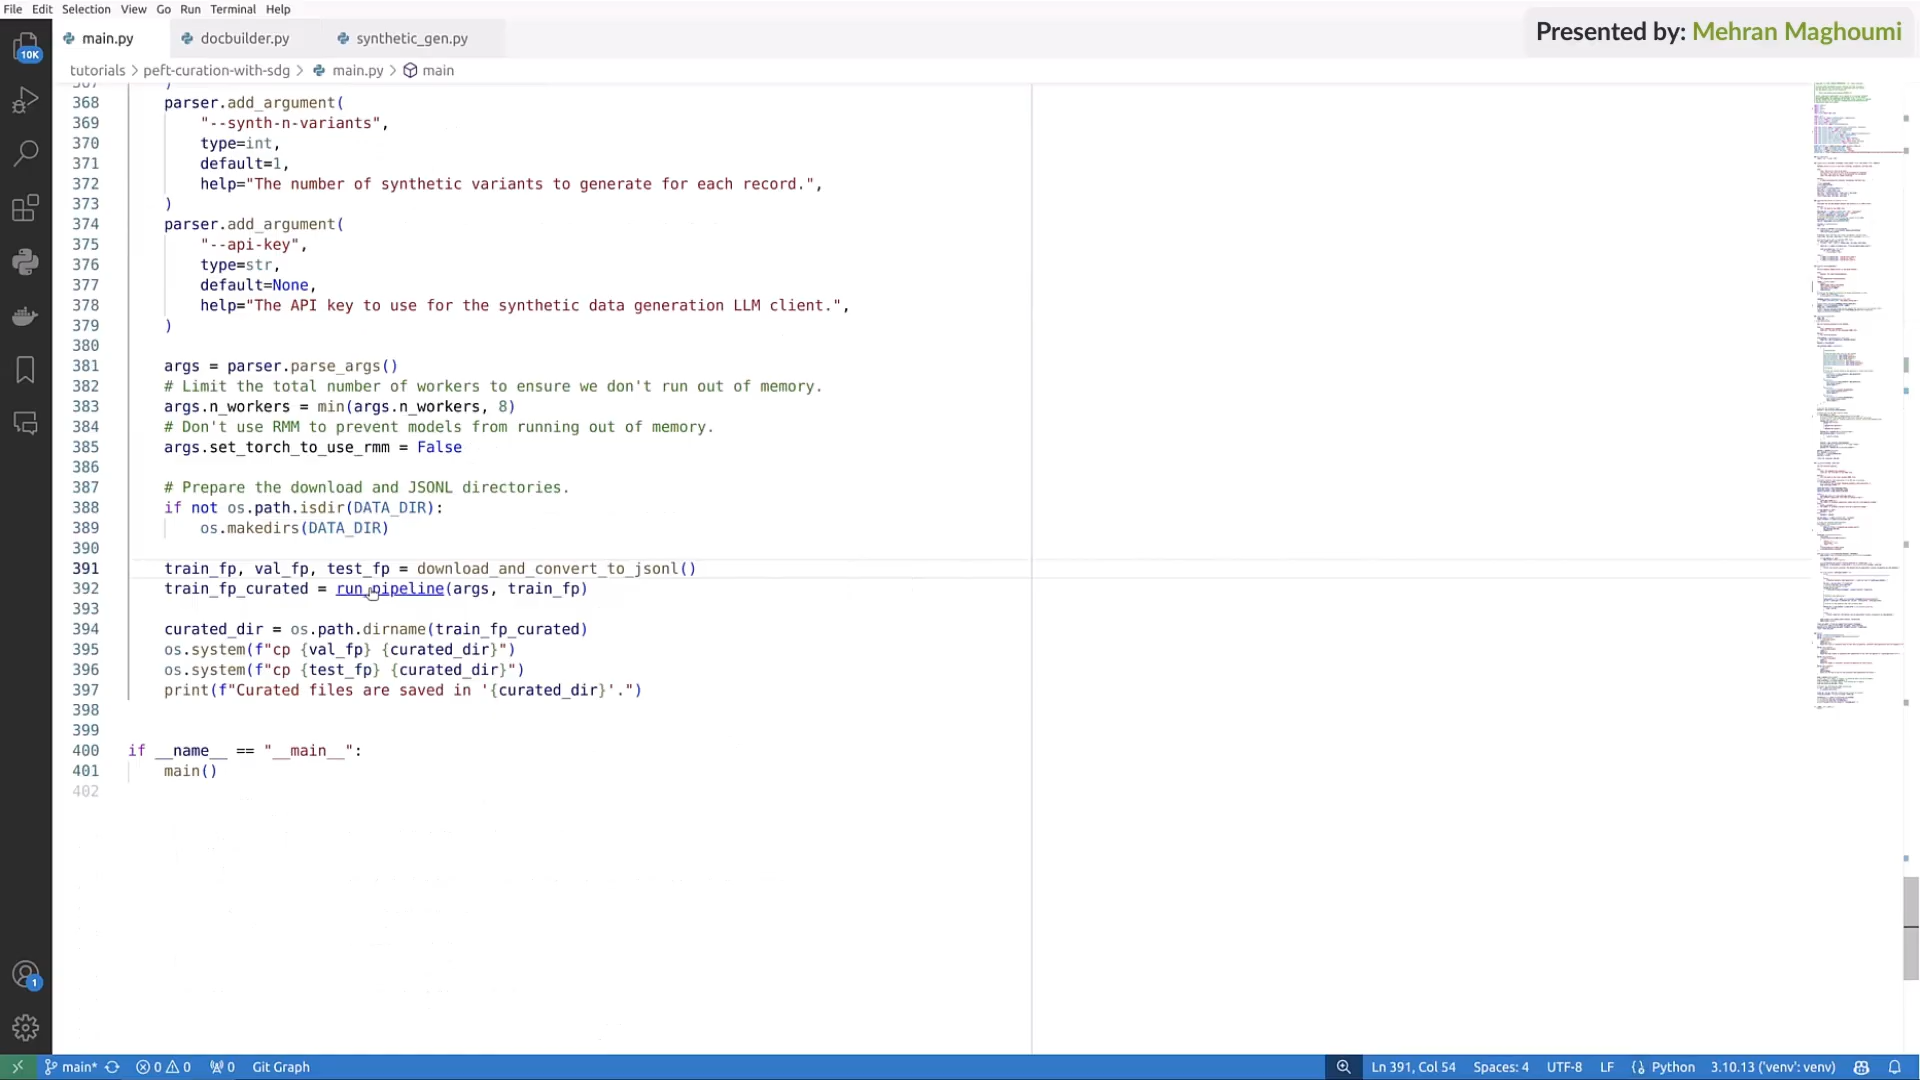 File Edit Selection View Go Run Terminal Help
Presented by: Mehran Maghoumi
main.py docbuilder.py synthetic_gen.py
10K
tutorials > peft-curation-with-sdg > main.py > main
367 )
368 parser.add_argument(
369 "--synth-n-variants",
370 type=int,
371 default=1,
372 help="The number of synthetic variants to generate for each record.",
373 )
374 parser.add_argument(
375 "--api-key",
376 type=str,
377 default=None,
378 help="The API key to use for the synthetic data generation LLM client.",
379 )
380
381 args = parser.parse_args()
382 # Limit the total number of workers to ensure we don't run out of memory.
383 args.n_workers = min(args.n_workers, 8)
384 # Don't use RMM to prevent models from running out of memory.
385 args.set_torch_to_use_rmm = False
386
387 # Prepare the download and JSONL directories.
388 if not os.path.isdir(DATA_DIR):
389 os.makedirs(DATA_DIR)
390
391 train_fp, val_fp, test_fp = download_and_convert_to_jsonl()
392 train_fp_curated = run_pipeline(args, train_fp)
393
394 curated_dir = os.path.dirname(train_fp_curated)
395 os.system(f"cp {val_fp} {curated_dir}")
396 os.system(f"cp {test_fp} {curated_dir}")
397 print(f"Curated files are saved in '{curated_dir}'.")
398
399
400 if __name__ == "__main__":
401 main()
402
1
main* 0 0 0 Git Graph Ln 391, Col 54 Spaces: 4 UTF-8 LF Python 3.10.13 ('venv': venv)